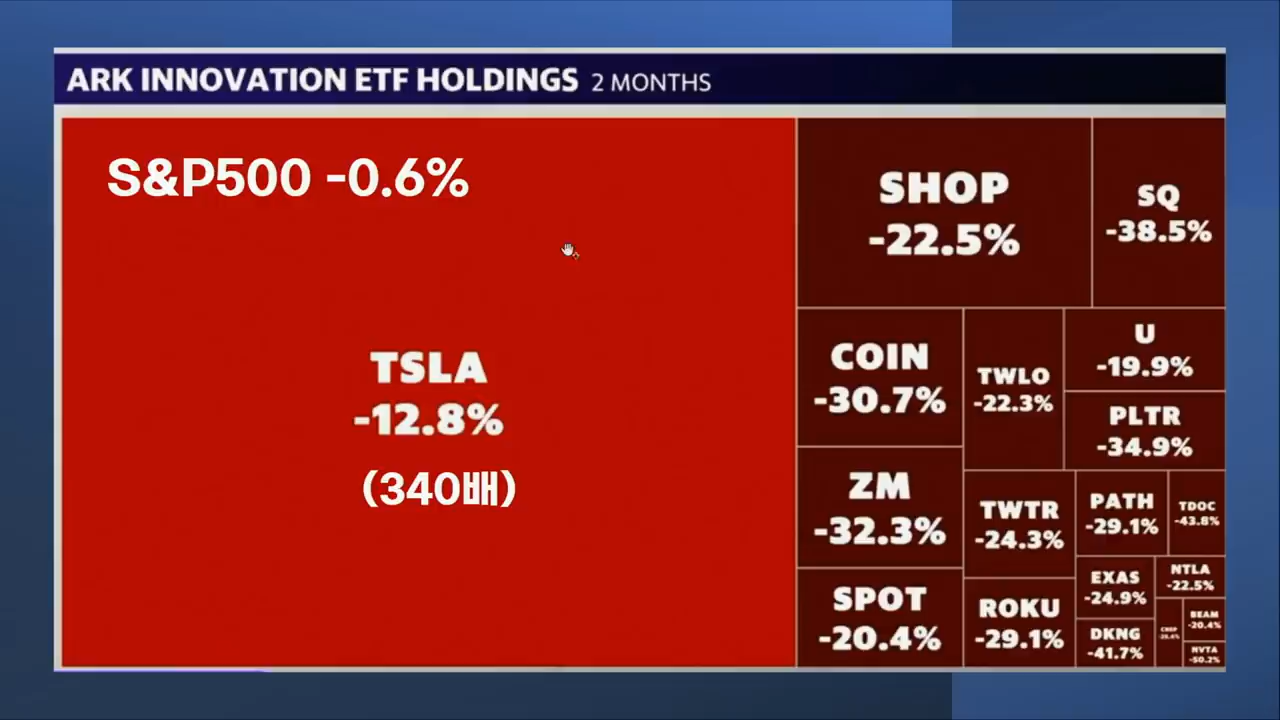 ARK INNOVATION ETF HOLDINGS 2 MONTHS
S&P500 -0.6%
TSLA
-12.8%
(340배)
SHOP
-22.5%
SQ
-38.5%
COIN
-30.7%
TWLO
-22.3%
U
-19.9%
PLTR
-34.9%
ZM
-32.3%
TWTR
-24.3%
PATH
-29.1%
TDOC
-43.8%
SPOT
-20.4%
ROKU
-29.1%
EXAS
-24.9%
NTLA
-22.5%
DKNG
-41.7%
BEAM
-20.4%
NVTA
-50.2%